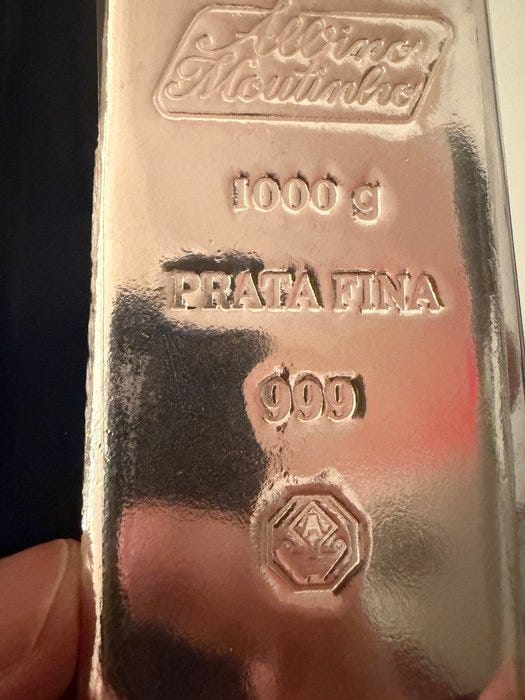 Albino
Moutinho
1000 g
PRATA FINA
999